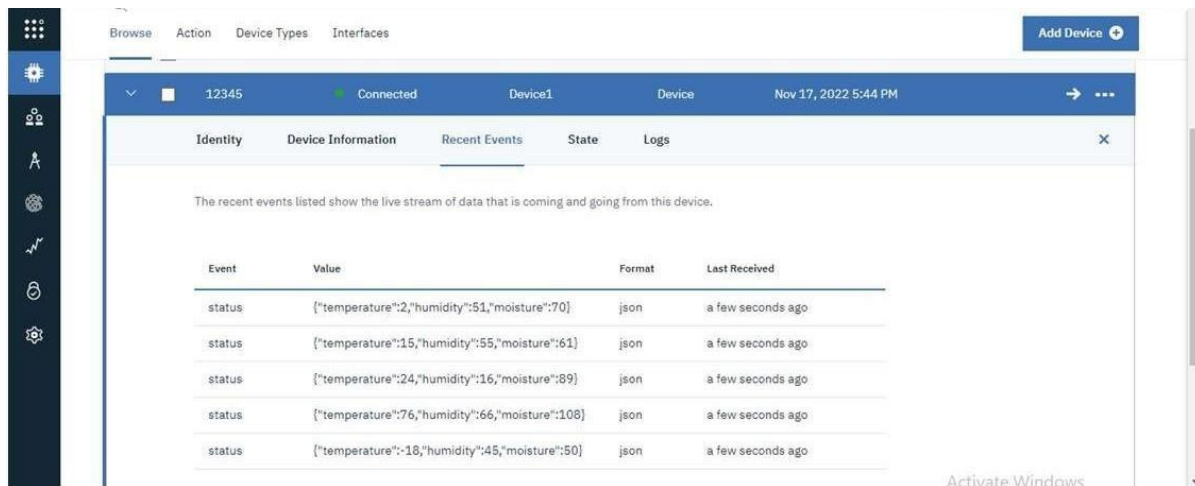 Browse Action Device Types Interfaces Add Device
12345 Connected Device1 Device Nov 17, 2022 5:44 PM
Identity Device Information Recent Events State Logs
The recent events listed show the live stream of data that is coming and going from this device.
Event Value Format Last Received
status {"temperature":2,"humidity":51,"moisture":70} json a few seconds ago
status {"temperature":15,"humidity":55,"moisture":61} json a few seconds ago
status {"temperature":24,"humidity":16,"moisture":89} json a few seconds ago
status {"temperature":76,"humidity":66,"moisture":108} json a few seconds ago
status {"temperature":-18,"humidity":45,"moisture":50} json a few seconds ago
Activate Windows